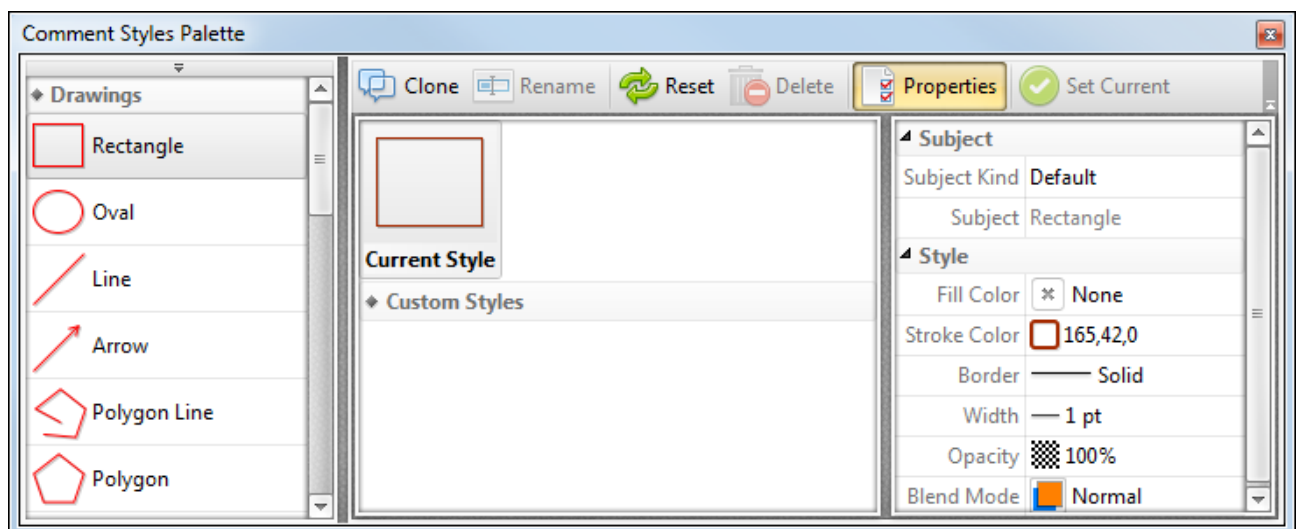 Comment Styles Palette
Drawings
Rectangle
Oval
Line
Arrow
Polygon Line
Polygon
Clone Rename Reset Delete Properties Set Current
Current Style
Custom Styles
Subject
Subject Kind Default
Subject Rectangle
Style
Fill Color None
Stroke Color 165,42,0
Border Solid
Width 1 pt
Opacity 100%
Blend Mode Normal